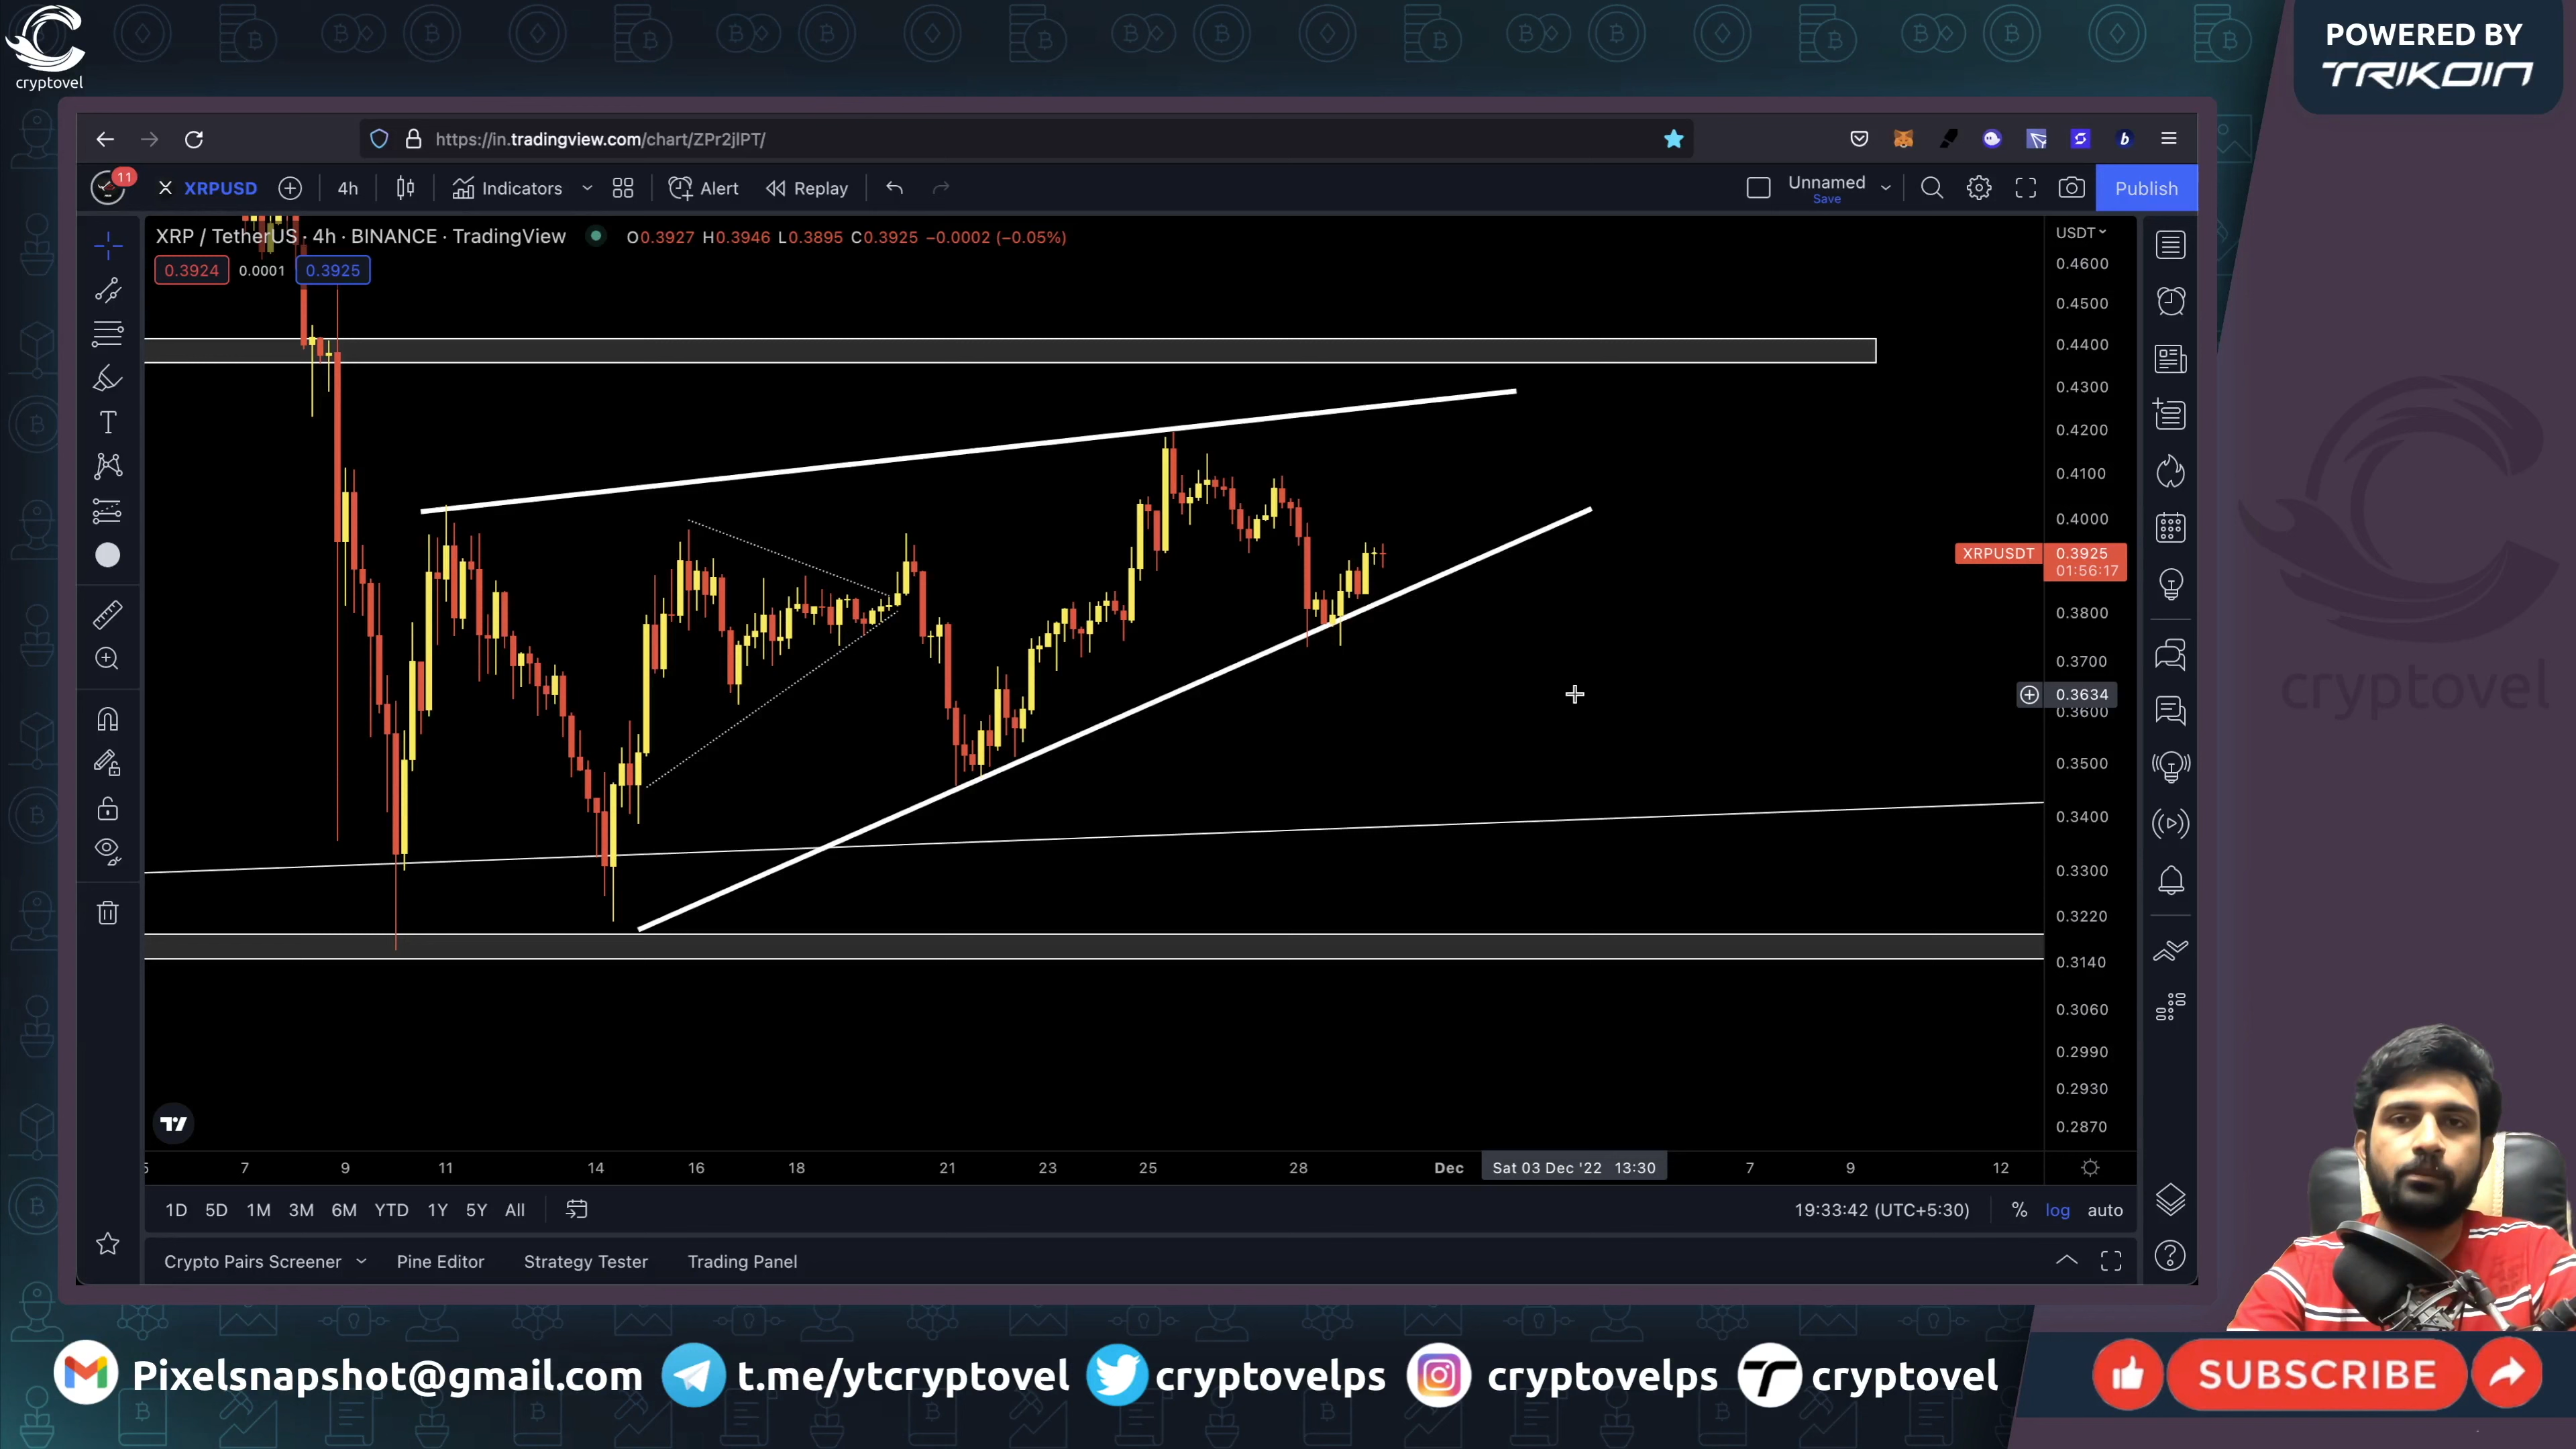 cryptovel
POWERED BY
TRIKOIN
https://in.tradingview.com/chart/ZPr2jlPT/
11
XRPUSD
4h
Indicators
Alert
Replay
Unnamed
Save
Publish
XRP / TetherUS · 4h · BINANCE · TradingView
O0.3927 H0.3946 L0.3895 C0.3925 −0.0002 (−0.05%)
0.3924
0.0001
0.3925
USDT
0.4600
0.4500
0.4400
0.4300
0.4200
0.4100
0.4000
XRPUSDT
0.3925
01:56:17
0.3800
0.3700
0.3634
0.3600
0.3500
0.3400
0.3300
0.3220
0.3140
0.3060
0.2990
0.2930
0.2870
cryptovel
7 9 11 14 16 18 21 23 25 28 Dec Sat 03 Dec '22 13:30 7 9 12
1D 5D 1M 3M 6M YTD 1Y 5Y All
19:33:42 (UTC+5:30)
% log auto
Crypto Pairs Screener
Pine Editor
Strategy Tester
Trading Panel
Pixelsnapshot@gmail.com
t.me/ytcryptovel
cryptovelps
cryptovelps
cryptovel
SUBSCRIBE